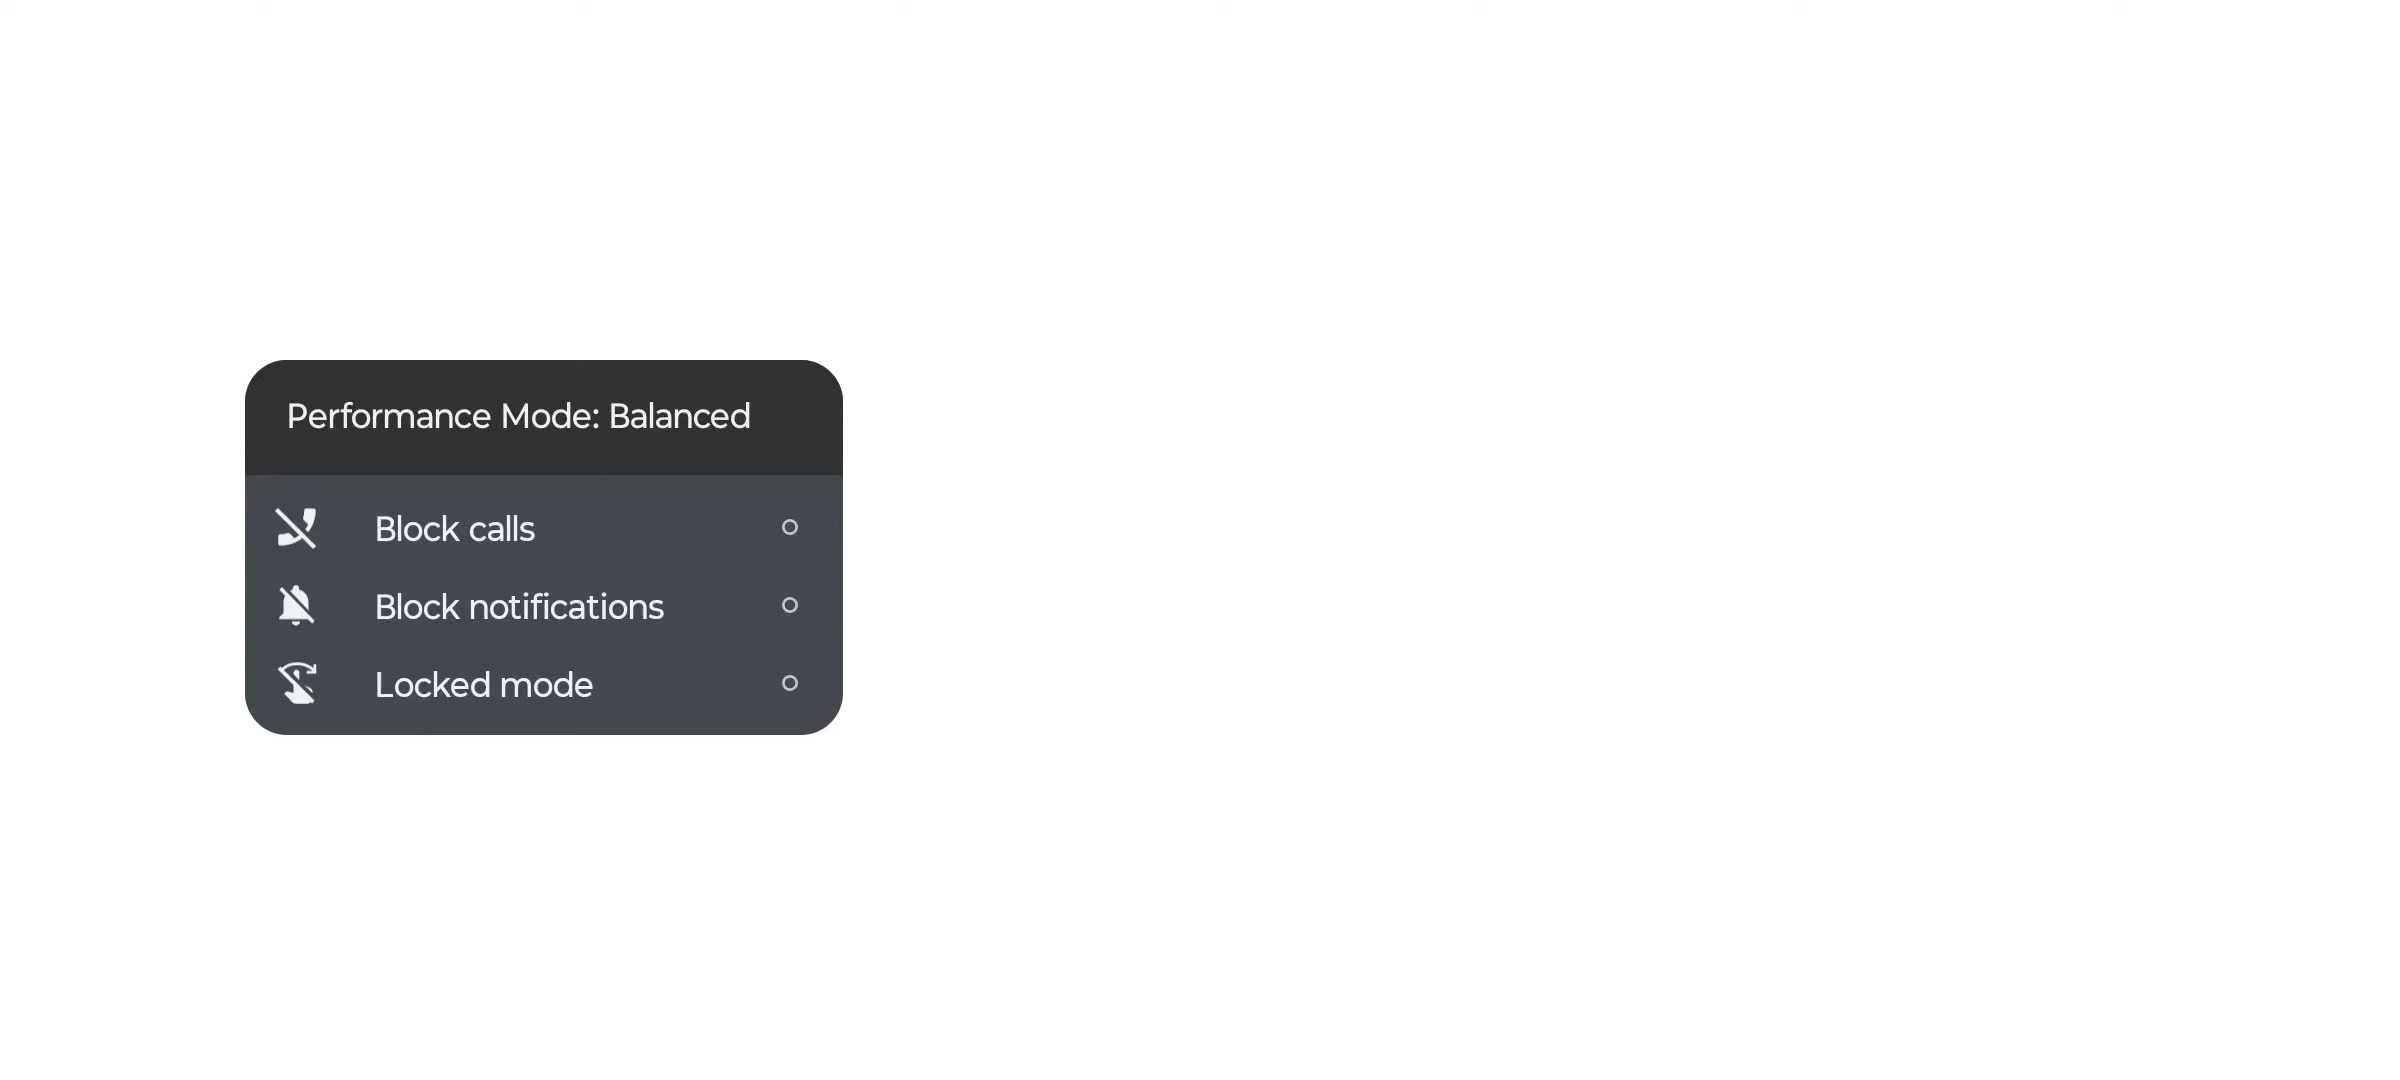 Performance Mode: Balanced
Block calls
Block notifications
Locked mode